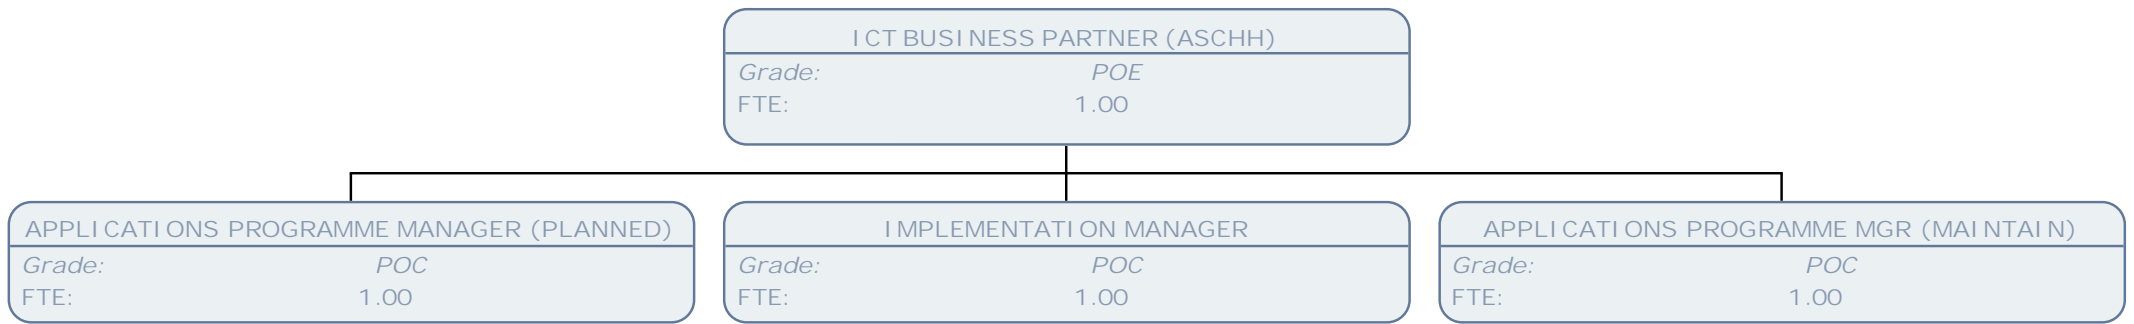 ICT BUSINESS PARTNER (ASCHH)
Grade: POE
FTE: 1.00
APPLICATIONS PROGRAMME MANAGER (PLANNED)
Grade: POC
FTE: 1.00
IMPLEMENTATION MANAGER
Grade: POC
FTE: 1.00
APPLICATIONS PROGRAMME MGR (MAINTAIN)
Grade: POC
FTE: 1.00